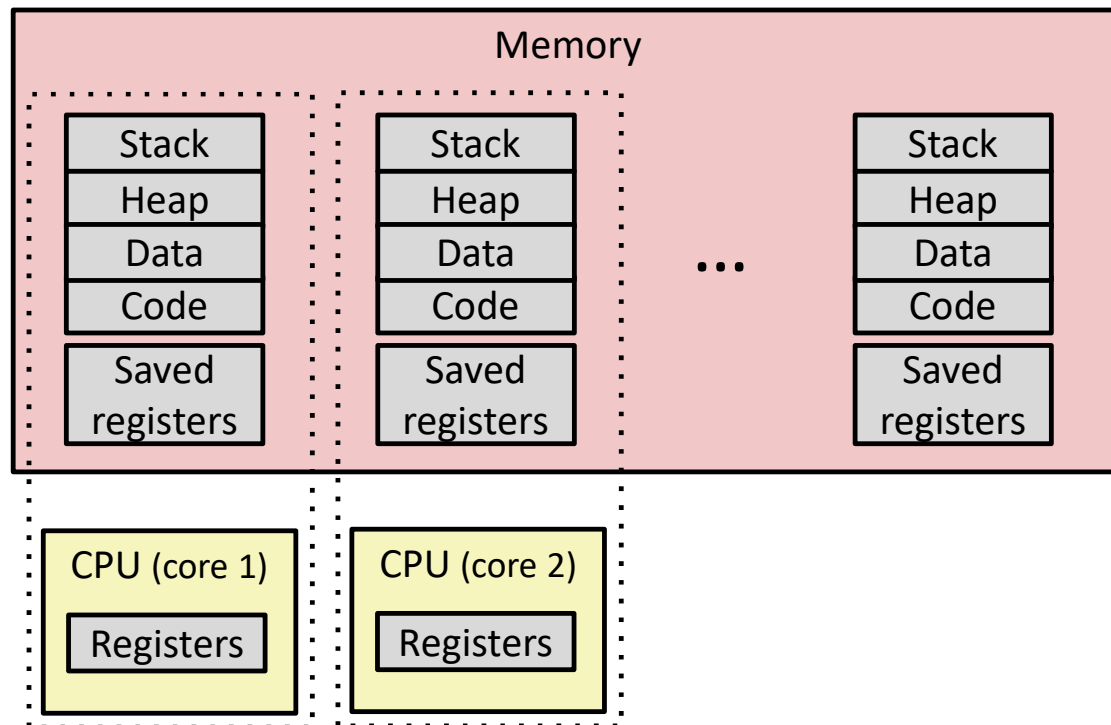 Memory
Stack
Heap
Data
Code
Saved
registers
Stack
Heap
Data
Code
Saved
registers
...
Stack
Heap
Data
Code
Saved
registers
CPU (core 1)
Registers
CPU (core 2)
Registers